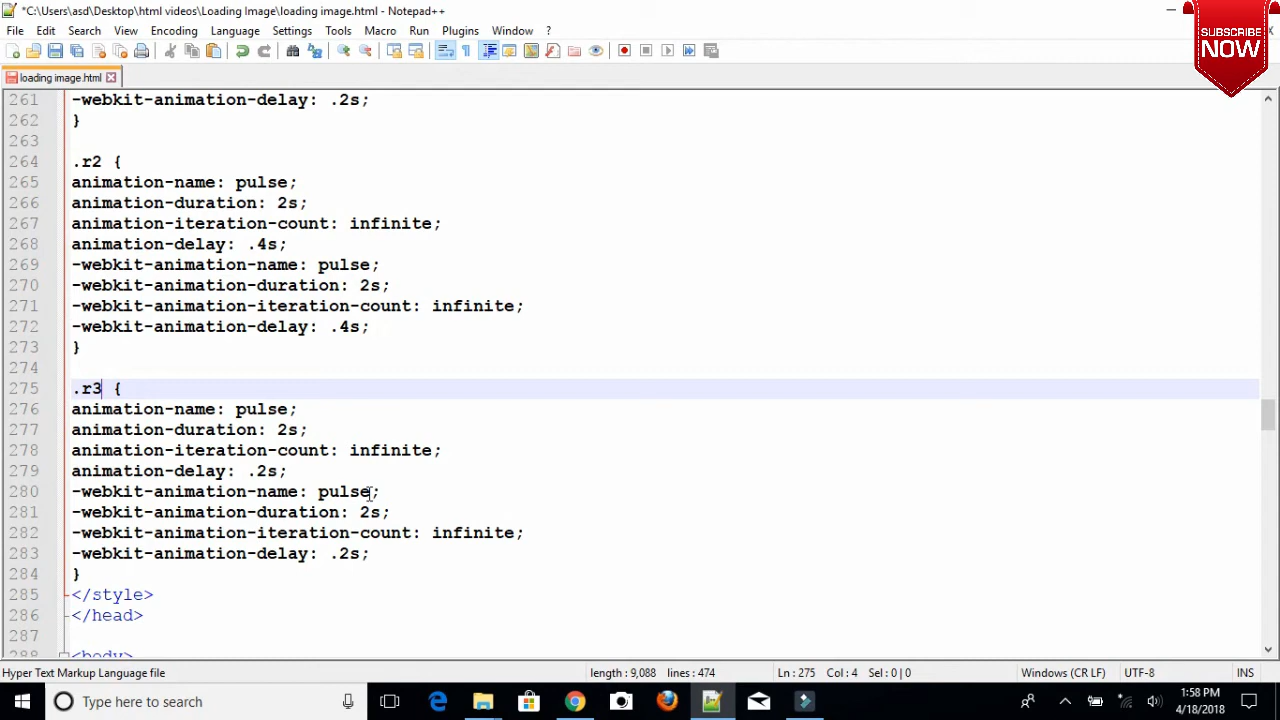 *C:\Users\asd\Desktop\html videos\Loading Image\loading image.html - Notepad++
SUBSCRIBE
NOW
File Edit Search View Encoding Language Settings Tools Macro Run Plugins Window ?
loading image.html
261 -webkit-animation-delay: .2s;
262 }
263
264 .r2 {
265 animation-name: pulse;
266 animation-duration: 2s;
267 animation-iteration-count: infinite;
268 animation-delay: .4s;
269 -webkit-animation-name: pulse;
270 -webkit-animation-duration: 2s;
271 -webkit-animation-iteration-count: infinite;
272 -webkit-animation-delay: .4s;
273 }
274
275 .r3 {
276 animation-name: pulse;
277 animation-duration: 2s;
278 animation-iteration-count: infinite;
279 animation-delay: .2s;
280 -webkit-animation-name: pulse;
281 -webkit-animation-duration: 2s;
282 -webkit-animation-iteration-count: infinite;
283 -webkit-animation-delay: .2s;
284 }
285 </style>
286 </head>
287
288 <body>
Hyper Text Markup Language file length : 9,088 lines : 474 Ln : 275 Col : 4 Sel : 0 | 0 Windows (CR LF) UTF-8 INS
Type here to search
1:58 PM
4/18/2018